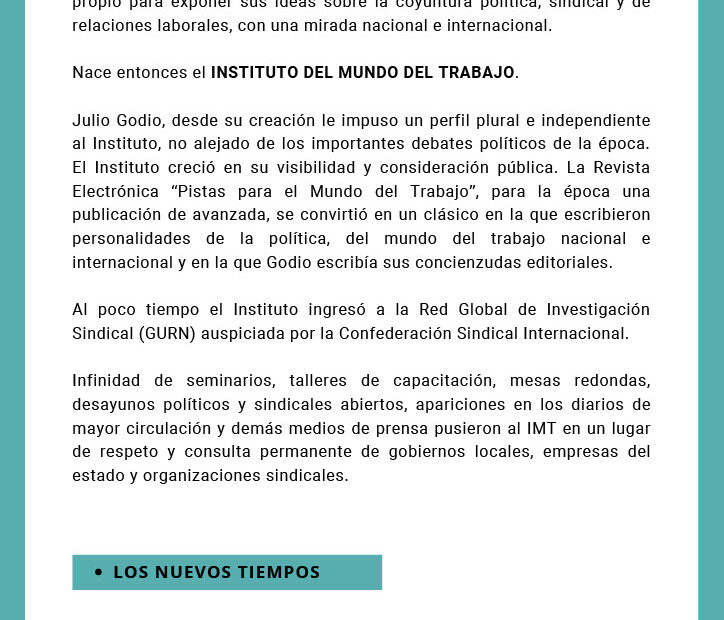 propio para exponer sus ideas sobre la coyuntura política, sindical y de
relaciones laborales, con una mirada nacional e internacional.
Nace entonces el INSTITUTO DEL MUNDO DEL TRABAJO.
Julio Godio, desde su creación le impuso un perfil plural e independiente
al Instituto, no alejado de los importantes debates políticos de la época.
El Instituto creció en su visibilidad y consideración pública. La Revista
Electrónica “Pistas para el Mundo del Trabajo”, para la época una
publicación de avanzada, se convirtió en un clásico en la que escribieron
personalidades de la política, del mundo del trabajo nacional e
internacional y en la que Godio escribía sus concienzudas editoriales.
Al poco tiempo el Instituto ingresó a la Red Global de Investigación
Sindical (GURN) auspiciada por la Confederación Sindical Internacional.
Infinidad de seminarios, talleres de capacitación, mesas redondas,
desayunos políticos y sindicales abiertos, apariciones en los diarios de
mayor circulación y demás medios de prensa pusieron al IMT en un lugar
de respeto y consulta permanente de gobiernos locales, empresas del
estado y organizaciones sindicales.
• LOS NUEVOS TIEMPOS